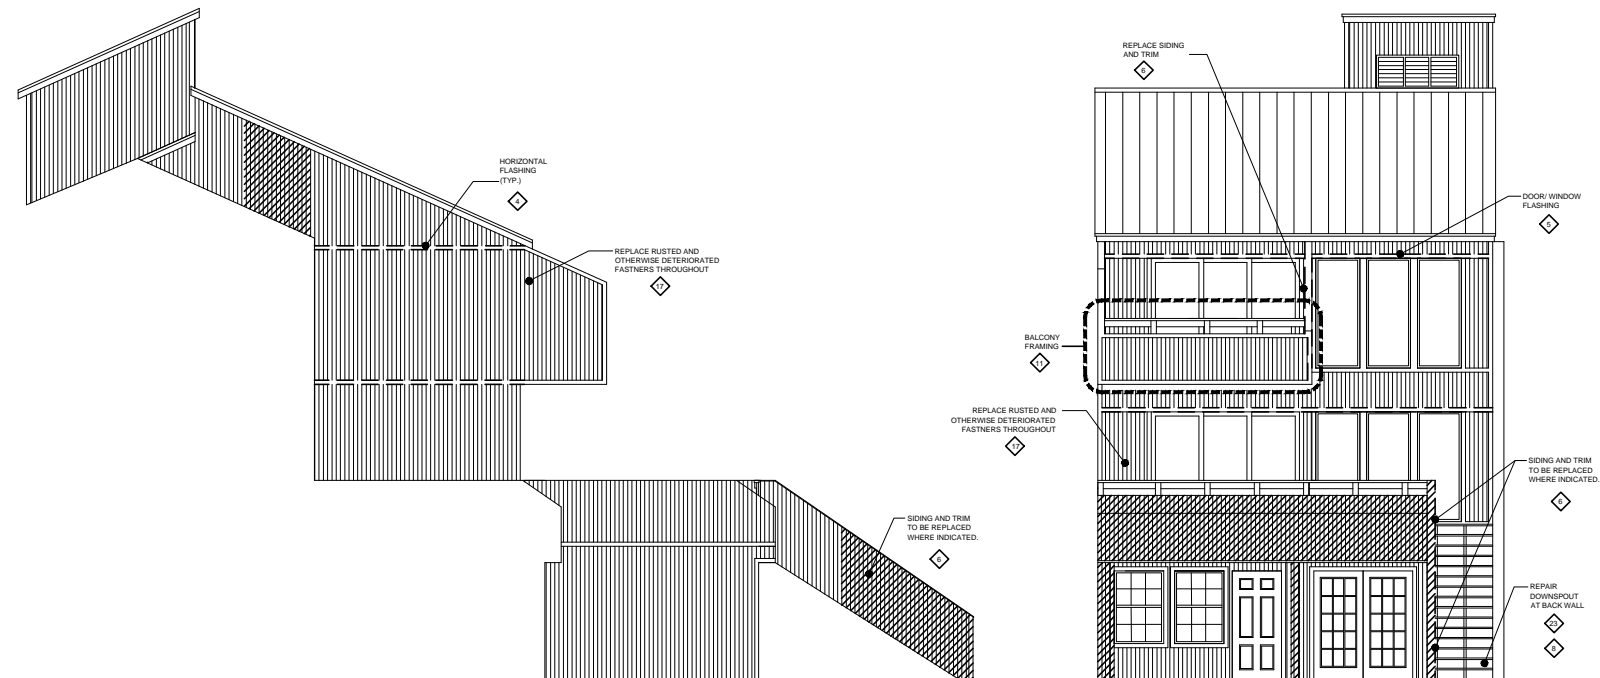 HORIZONTAL
FLASHING
(TYP.)
4
REPLACE RUSTED AND
OTHERWISE DETERIORATED
FASTNERS THROUGHOUT
17
SIDING AND TRIM
TO BE REPLACED
WHERE INDICATED.
6
REPLACE SIDING
AND TRIM
6
DOOR/ WINDOW
FLASHING
5
BALCONY
FRAMING
11
REPLACE RUSTED AND
OTHERWISE DETERIORATED
FASTNERS THROUGHOUT
17
SIDING AND TRIM
TO BE REPLACED
WHERE INDICATED.
6
REPAIR
DOWNSPOUT
AT BACK WALL
23
8